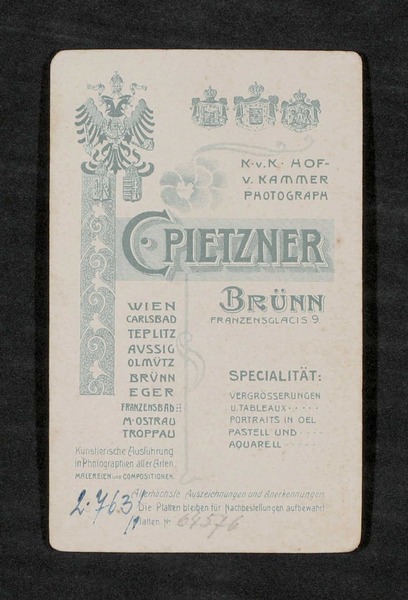 K. v. K. HOF-
v. KAMMER
PHOTOGRAPH
C. PIETZNER
BRÜNN
FRANZENSGLACIS 9.
WIEN
CARLSBAD
TEPLITZ
AVSSIG
OLMÜTZ
BRÜNN
EGER
FRANZENSBAD
M. OSTRAU
TROPPAU
SPECIALITÄT:
VERGRÖSSERUNGEN
U. TABLEAUX
PORTRAITS IN OEL
PASTELL UND
AQUARELL
Künstlerische Ausführung
in Photographien aller Arten,
MALEREIEN UND COMPOSITIONEN.
Allerhöchste Auszeichnungen und Anerkennungen
Die Platten bleiben für Nachbestellungen aufbewahrt
Platten № 64576
2.763